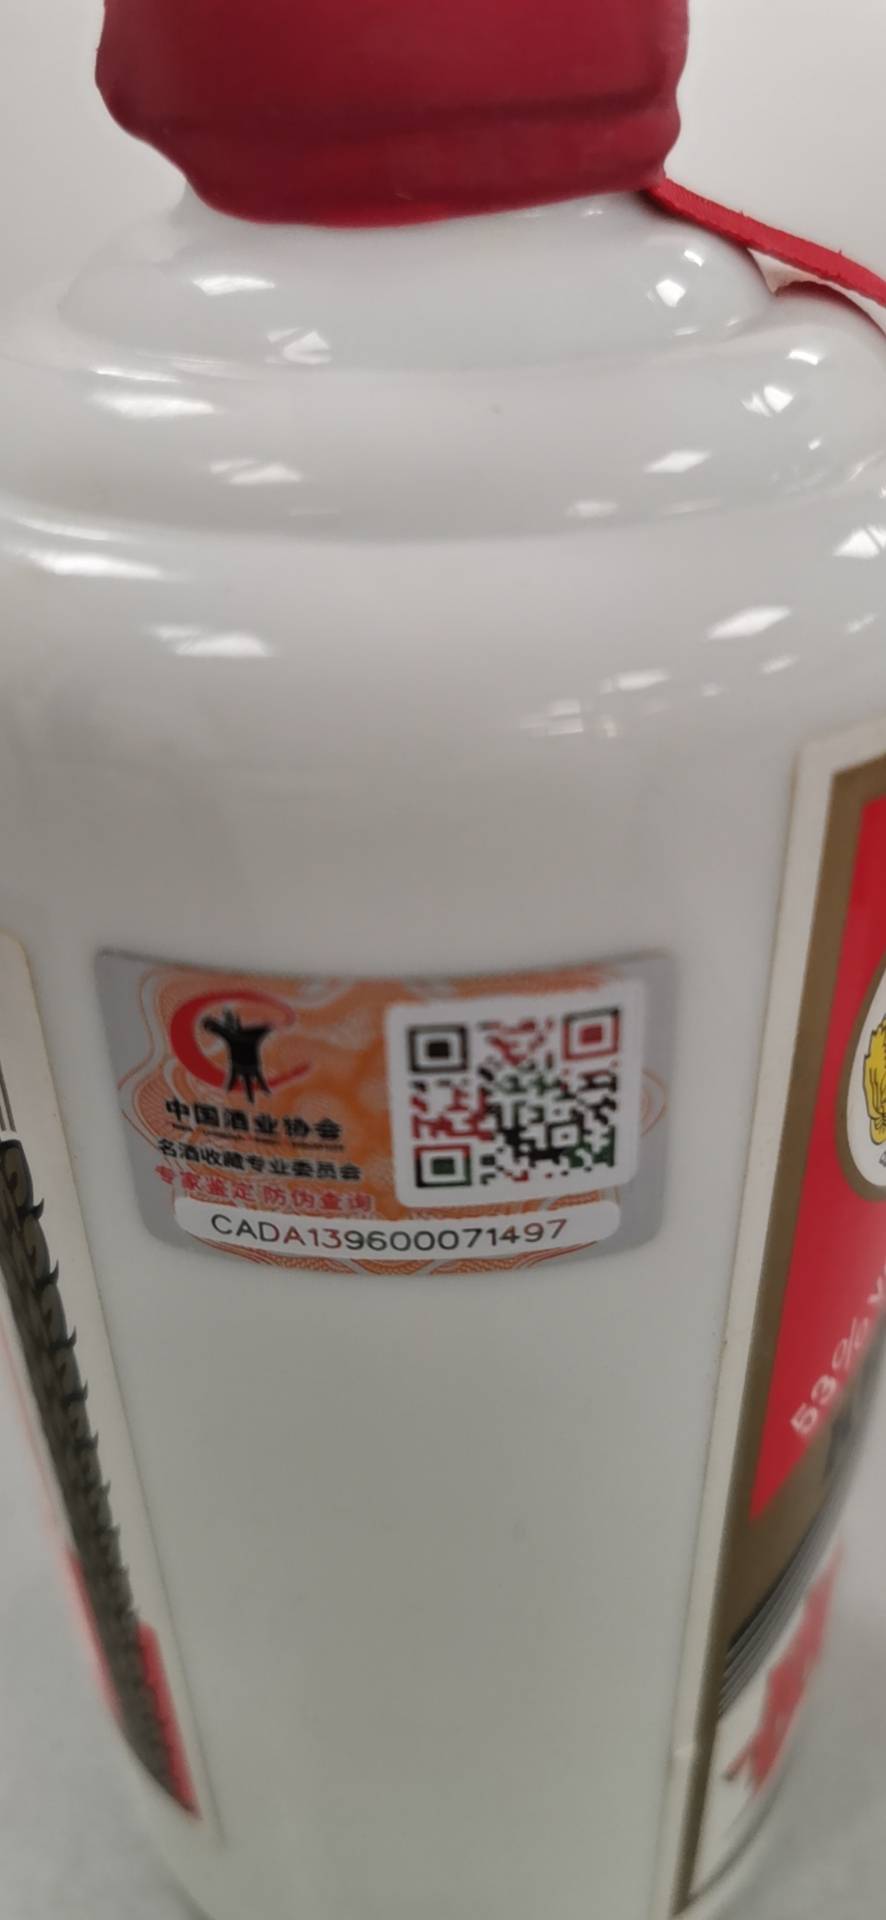 中国酒业协会
名酒收藏专业委员会
专家鉴定 防伪查询
CADA139600071497
53%